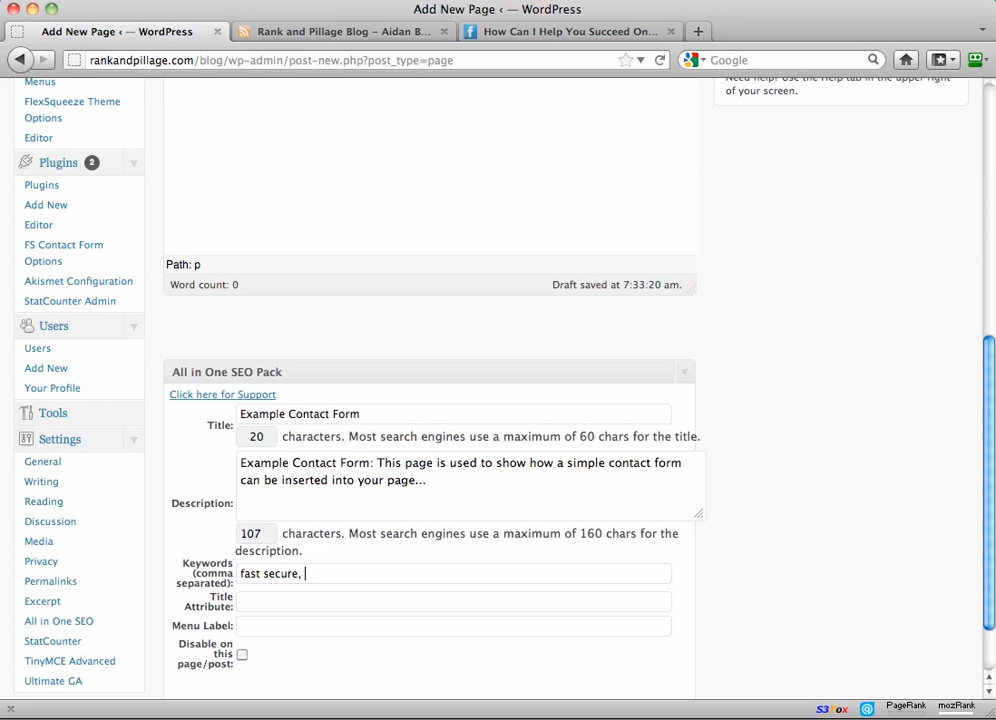 Add New Page ‹ — WordPress
Add New Page ‹ — WordPress
Rank and Pillage Blog – Aidan B...
How Can I Help You Succeed On...
rankandpillage.com/blog/wp-admin/post-new.php?post_type=page
Google
Menus
FlexSqueeze Theme
Options
Editor
Plugins 2
Plugins
Add New
Editor
FS Contact Form
Options
Akismet Configuration
StatCounter Admin
Users
Users
Add New
Your Profile
Tools
Settings
General
Writing
Reading
Discussion
Media
Privacy
Permalinks
Excerpt
All in One SEO
StatCounter
TinyMCE Advanced
Ultimate GA
Need help? Use the Help tab in the upper right
of your screen.
Path: p
Word count: 0
Draft saved at 7:33:20 am.
All in One SEO Pack
Click here for Support
Title:
Example Contact Form
20 characters. Most search engines use a maximum of 60 chars for the title.
Description:
Example Contact Form: This page is used to show how a simple contact form
can be inserted into your page...
107 characters. Most search engines use a maximum of 160 chars for the
description.
Keywords
(comma
separated):
fast secure,
Title
Attribute:
Menu Label:
Disable on
this
page/post:
S3Fox
PageRank
mozRank